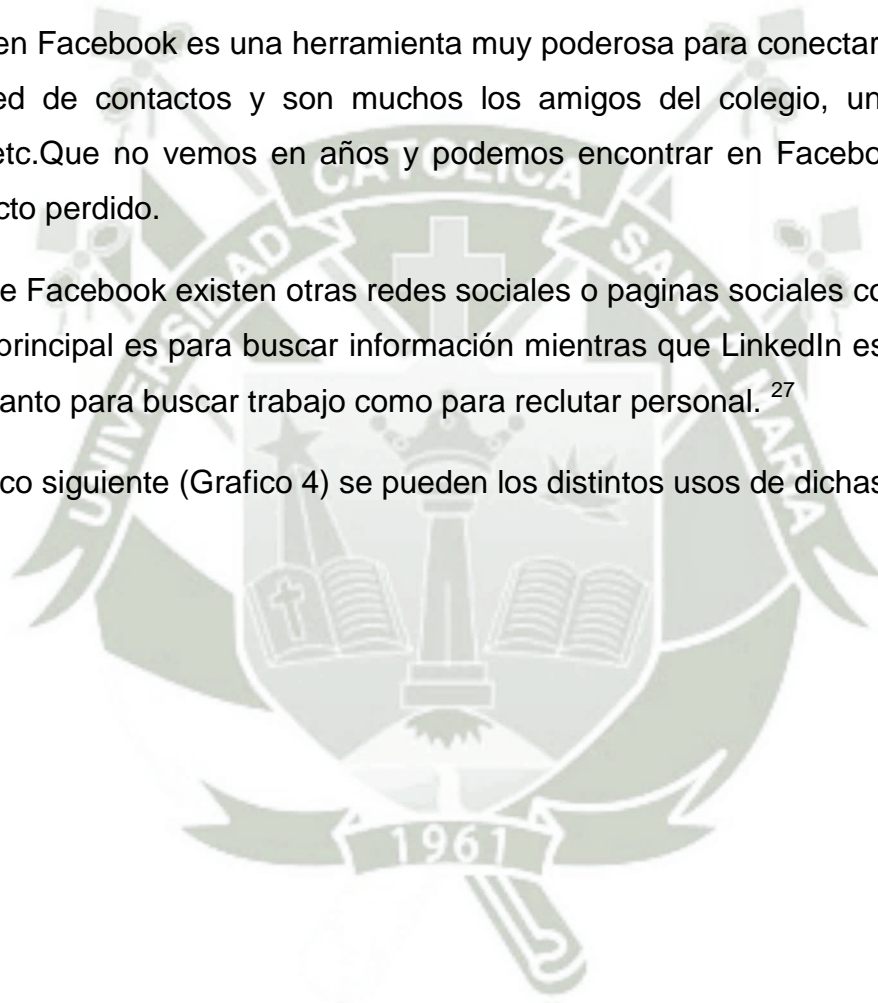 en Facebook es una herramienta muy poderosa para conectar
ed de contactos y son muchos los amigos del colegio, un
etc.Que no vemos en años y podemos encontrar en Facebo
cto perdido.
e Facebook existen otras redes sociales o paginas sociales co
principal es para buscar información mientras que LinkedIn es
anto para buscar trabajo como para reclutar personal. 27
co siguiente (Grafico 4) se pueden los distintos usos de dichas
UNIVERSIDAD CATOLICA SANTA MARIA
1961